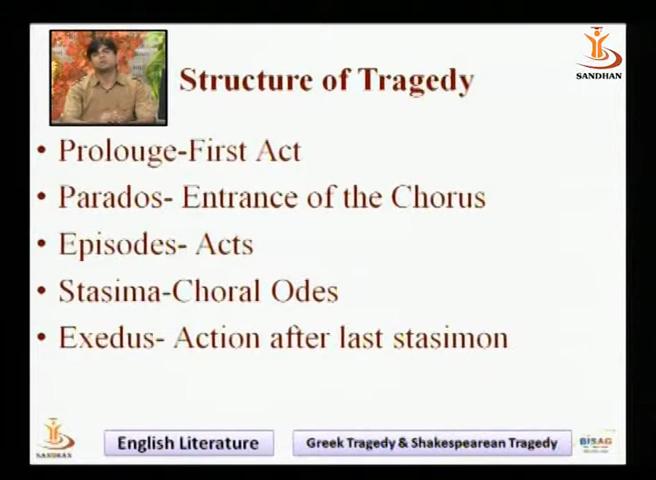 SANDHAN
Structure of Tragedy
• Prolouge-First Act
• Parados- Entrance of the Chorus
• Episodes- Acts
• Stasima-Choral Odes
• Exedus- Action after last stasimon
SANDHAN
English Literature
Greek Tragedy & Shakespearean Tragedy
BISAG